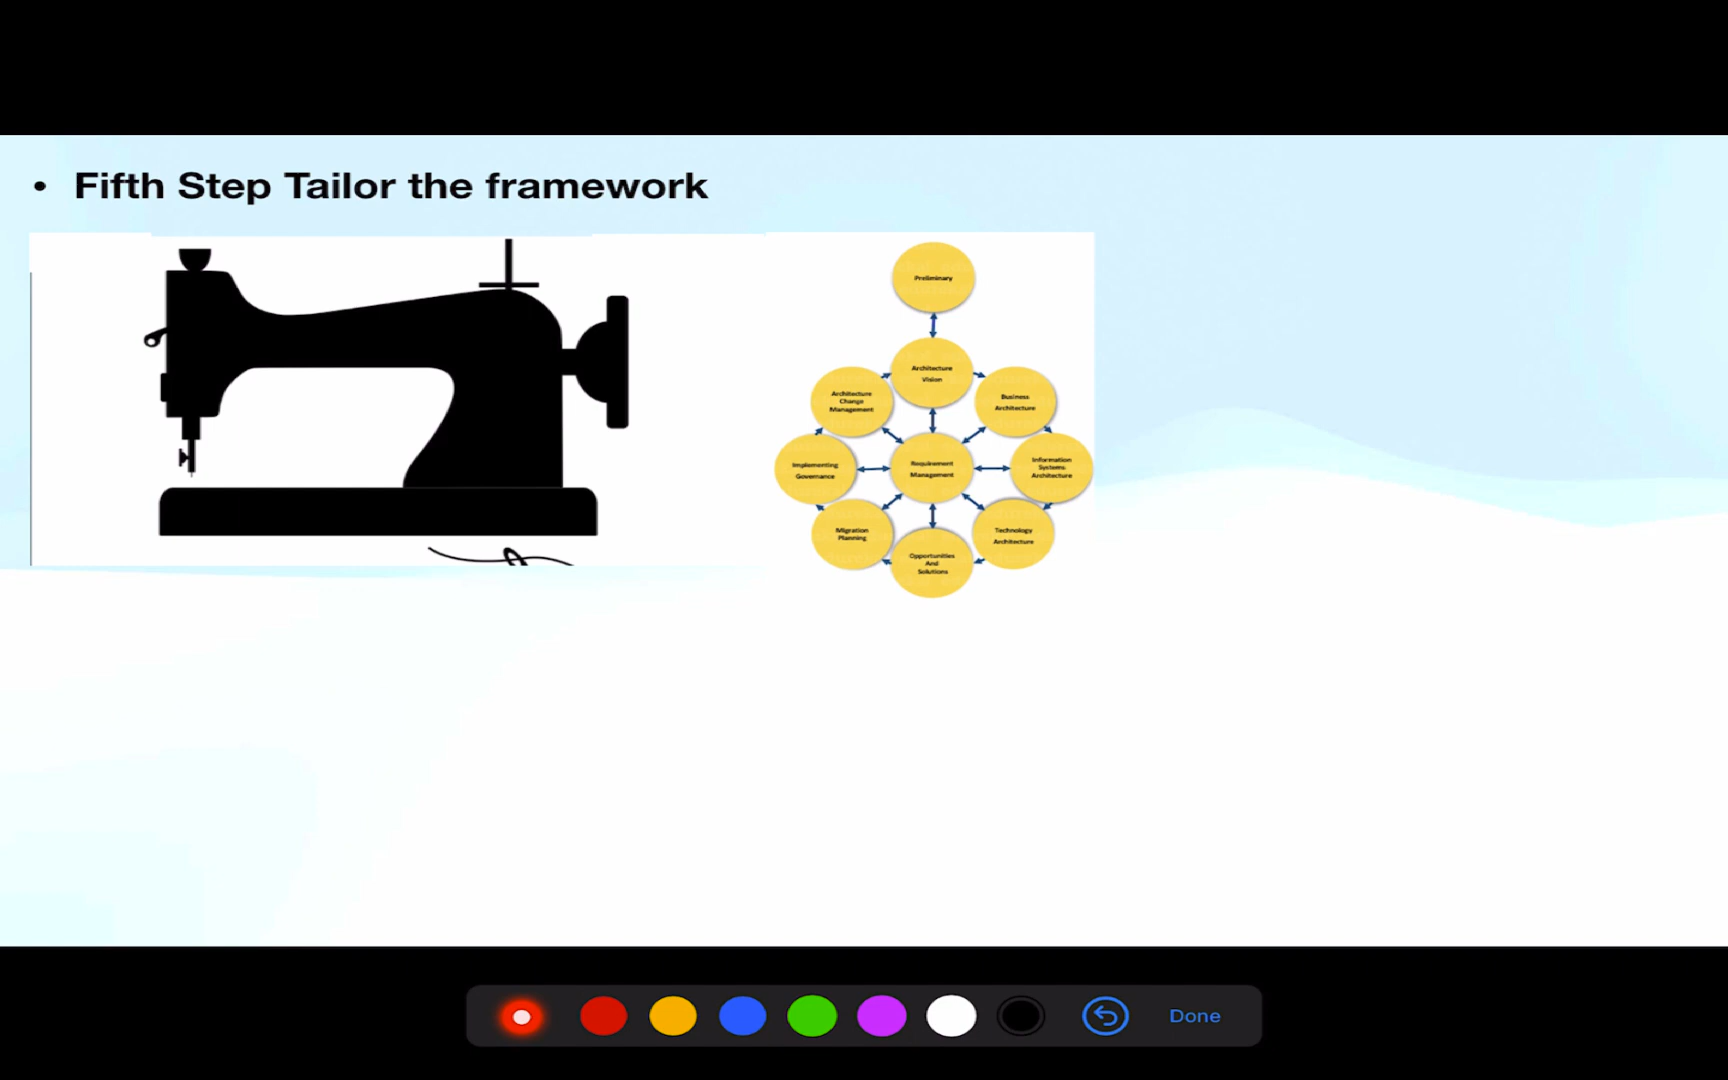 • Fifth Step Tailor the framework
Preliminary
Architecture
Vision
Architecture
Change
Management
Business
Architecture
Implementing
Governance
Requirement
Management
Information
Systems
Architecture
Migration
Planning
Technology
Architecture
Opportunities
And
Solutions
Done